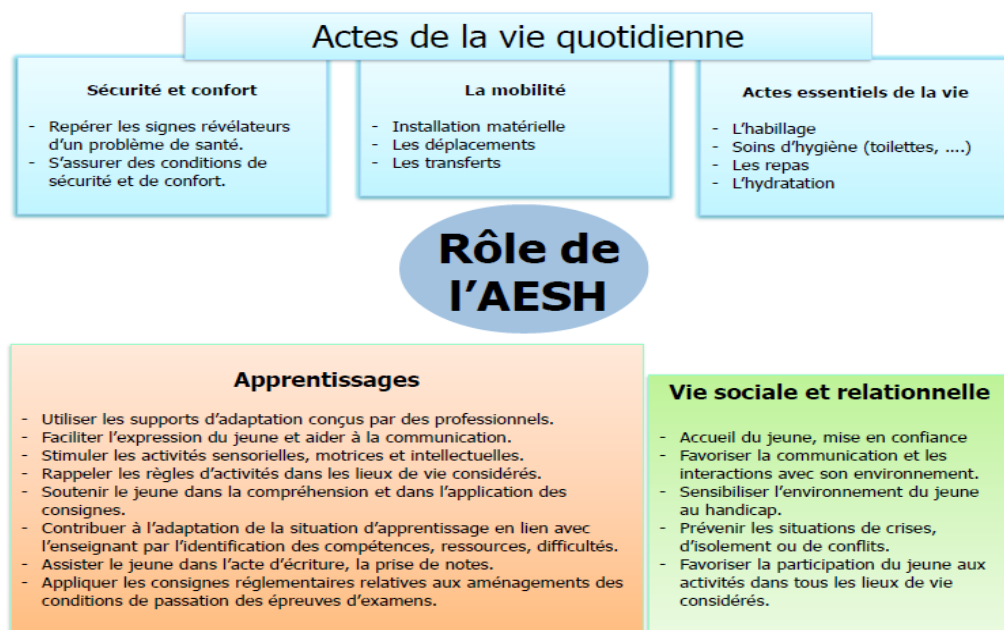 Actes de la vie quotidienne
Sécurité et confort
- Repérer les signes révélateurs
d'un problème de santé.
- S'assurer des conditions de
sécurité et de confort.
La mobilité
- Installation matérielle
- Les déplacements
- Les transferts
Actes essentiels de la vie
- L'habillage
- Soins d'hygiène (toilettes, ....)
- Les repas
- L'hydratation
Rôle de
l'AESH
Apprentissages
- Utiliser les supports d'adaptation conçus par des professionnels.
- Faciliter l'expression du jeune et aider à la communication.
- Stimuler les activités sensorielles, motrices et intellectuelles.
- Rappeler les règles d'activités dans les lieux de vie considérés.
- Soutenir le jeune dans la compréhension et dans l'application des
consignes.
- Contribuer à l'adaptation de la situation d'apprentissage en lien avec
l'enseignant par l'identification des compétences, ressources, difficultés.
- Assister le jeune dans l'acte d'écriture, la prise de notes.
- Appliquer les consignes réglementaires relatives aux aménagements des
conditions de passation des épreuves d'examens.
Vie sociale et relationnelle
- Accueil du jeune, mise en confiance
- Favoriser la communication et les
interactions avec son environnement.
- Sensibiliser l'environnement du jeune
au handicap.
- Prévenir les situations de crises,
d'isolement ou de conflits.
- Favoriser la participation du jeune aux
activités dans tous les lieux de vie
considérés.